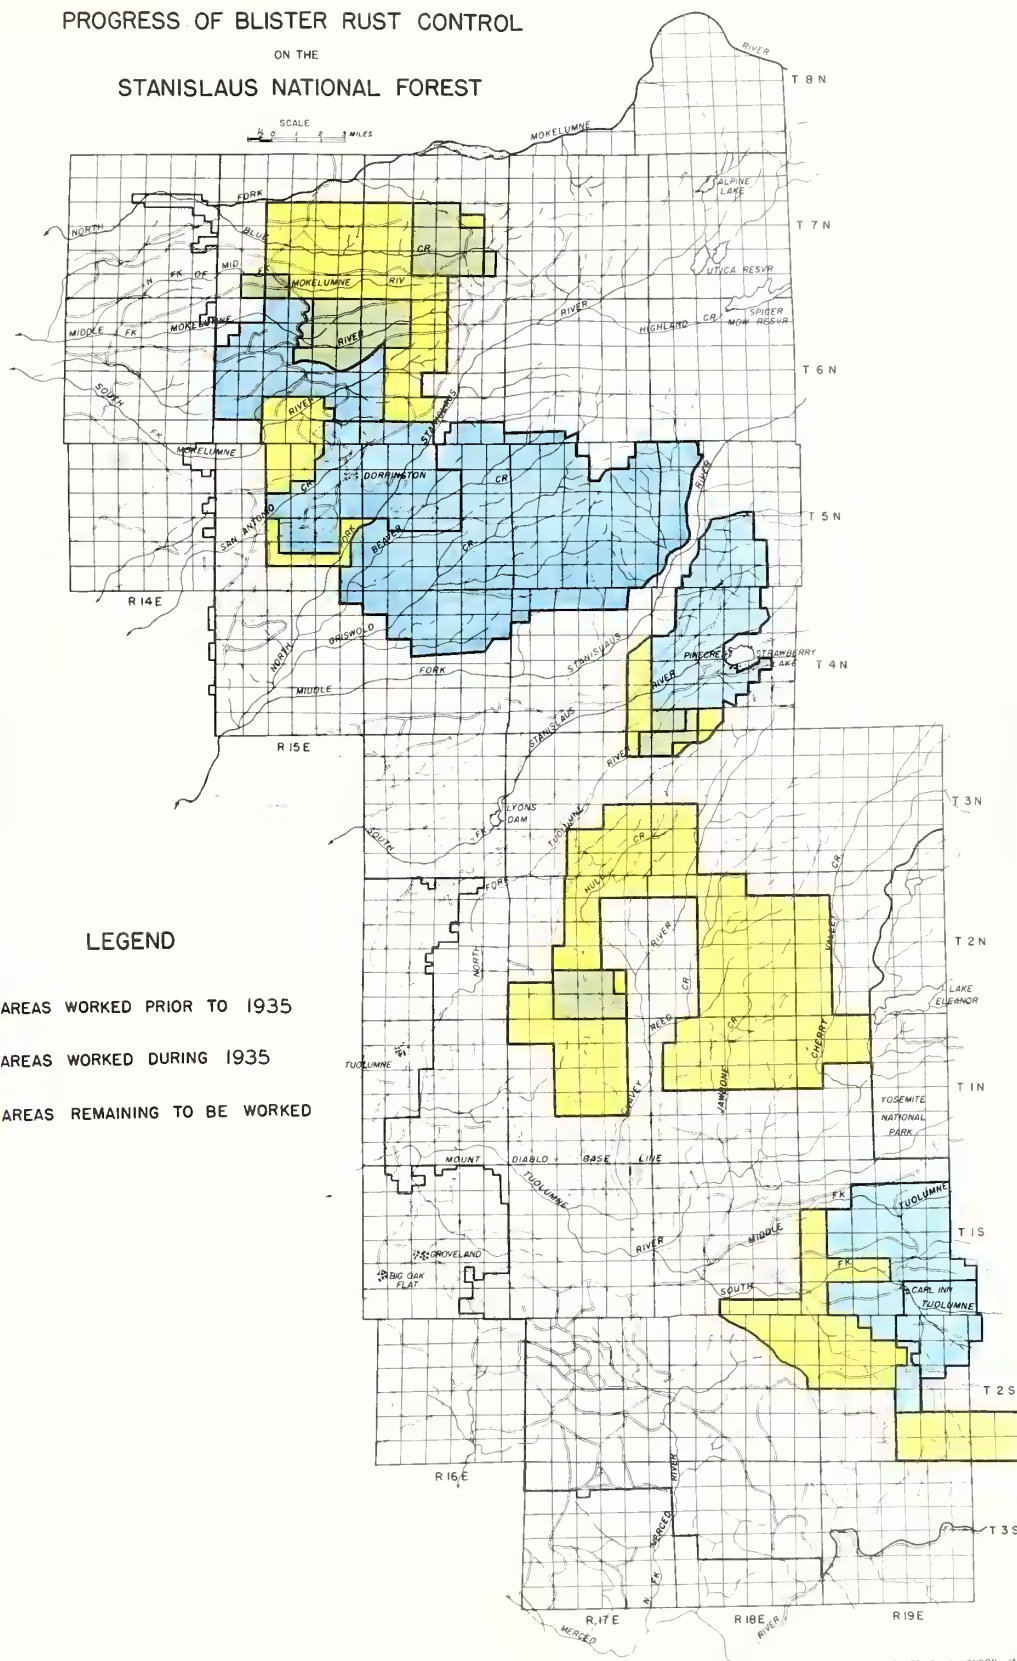 PROGRESS OF BLISTER RUST CONTROL
ON THE
STANISLAUS NATIONAL FOREST
SCALE
½ 0 1 2 3 MILES
RIVER
T 8 N
MOKELUMNE
ALPINE
LAKE
FORK
NORTH
BLUE
CR.
T 7 N
N FK OF MID. FK
MOKELUMNE RIV
UTICA RESVR
RIVER
HIGHLAND CR
SPICER
MDW RESVR
MIDDLE FK MOKELUMNE
RIVER
T 6 N
SOUTH
FK
MOKELUMNE
RIVER
STANISLAUS
DORRINGTON
CR
CR
RIVER
SAN ANTONIO
FORK
BEAVER
CR.
T 5 N
R 14 E
GRISWOLD
NORTH
FORK
STANISLAUS
PINECREST
STRAWBERRY
LAKE
T 4 N
MIDDLE
RIVER
STANISLAUS
RIVER
R 15 E
LYONS
DAM
SOUTH
FK
TUOLUMNE
CR.
T 3 N
HULL
CR.
FORK
NORTH
LEGEND
RIVER
VALLEY
T 2 N
CR.
LAKE
ELEANOR
AREAS WORKED PRIOR TO 1935
REED
CR
CHERRY
AREAS WORKED DURING 1935
TUOLUMNE
CLAVEY
JAWBONE
T 1 N
AREAS REMAINING TO BE WORKED
YOSEMITE
NATIONAL
PARK
MOUNT DIABLO BASE LINE
TUOLUMNE
FK
TUOLUMNE
MIDDLE
T 1 S
RIVER
GROVELAND
FK
BIG OAK
FLAT
SOUTH
CARL INN
TUOLUMNE
T 2 S
R 16 E
RIVER
MERCED
T 3 S
FK
N
R. 17 E
R 18 E
R 19 E
MERCED
RIVER